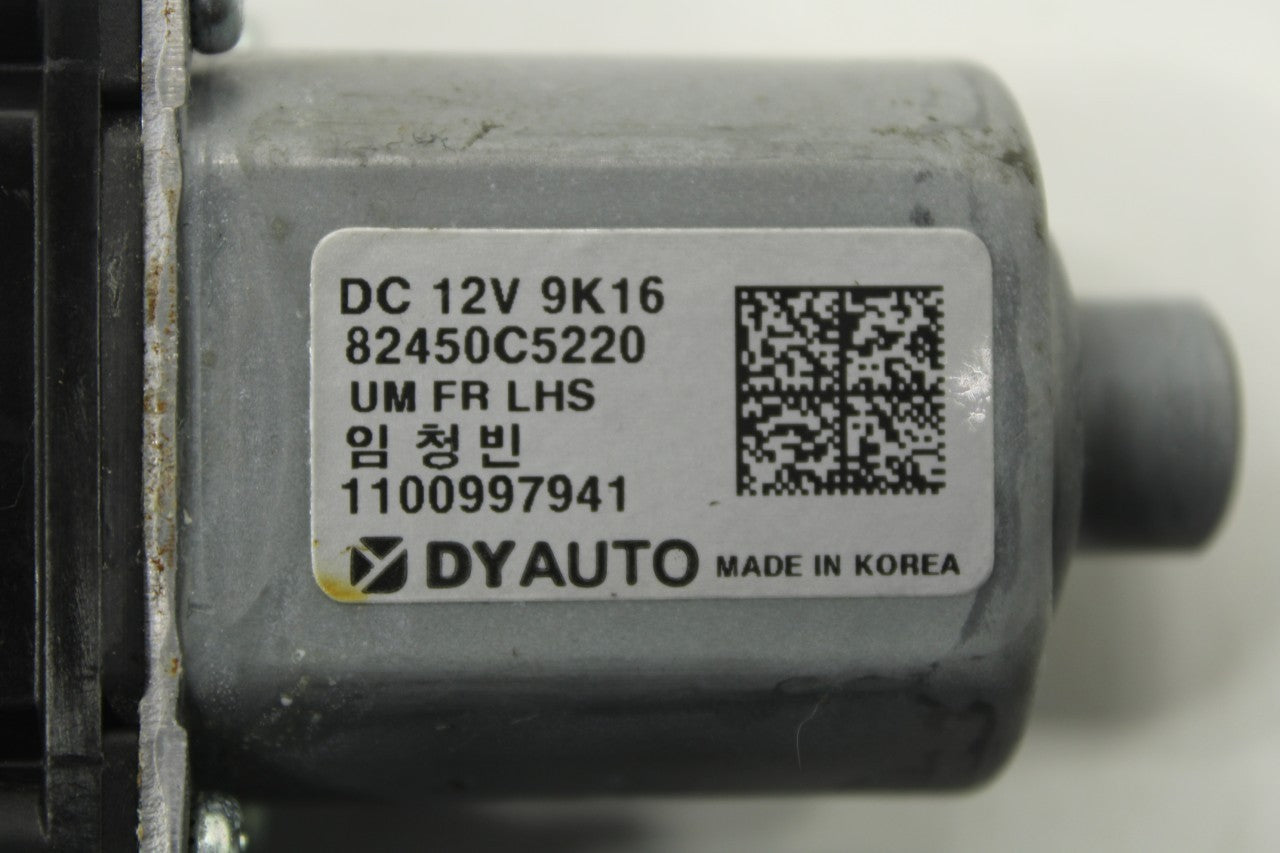 DC 12V 9K16
82450C5220
UM FR LHS
임 청 빈
1100997941
DYAUTO MADE IN KOREA